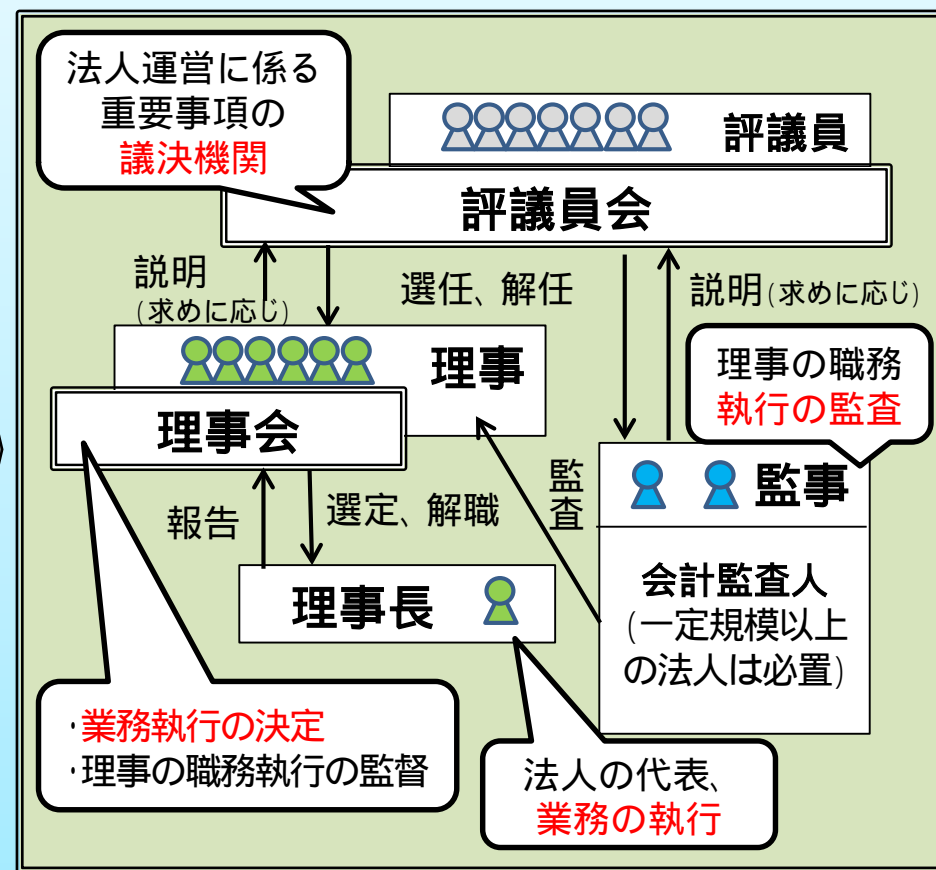 法人運営に係る
重要事項の
議決機関
評議員
評議員会
説明
(求めに応じ)
選任、解任
説明(求めに応じ)
理事
理事会
理事の職務
執行の監査
監査
監事
報告
選定、解職
理事長
会計監査人
(一定規模以上
の法人は必置)
・業務執行の決定
・理事の職務執行の監督
法人の代表、
業務の執行